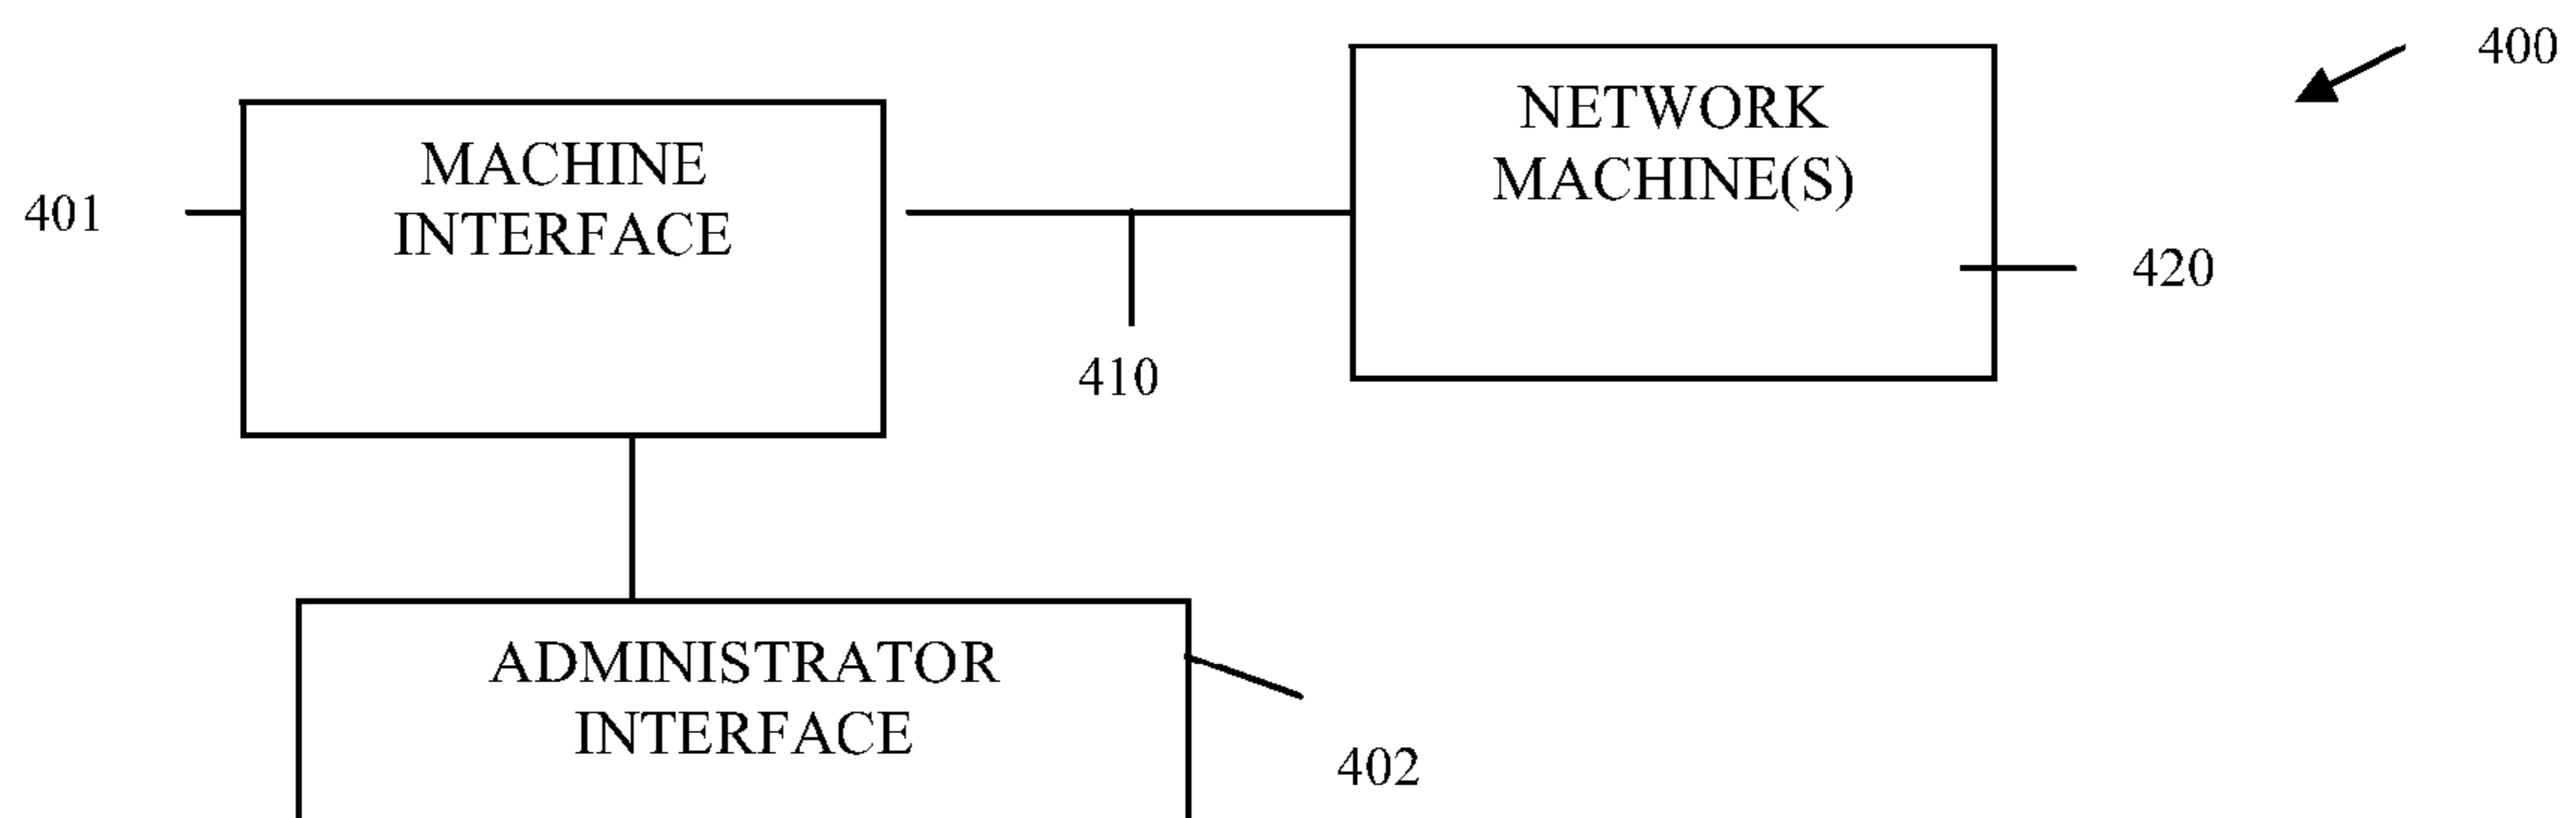 400
NETWORK
MACHINE(S)
MACHINE
INTERFACE
401
420
410
ADMINISTRATOR
INTERFACE
402